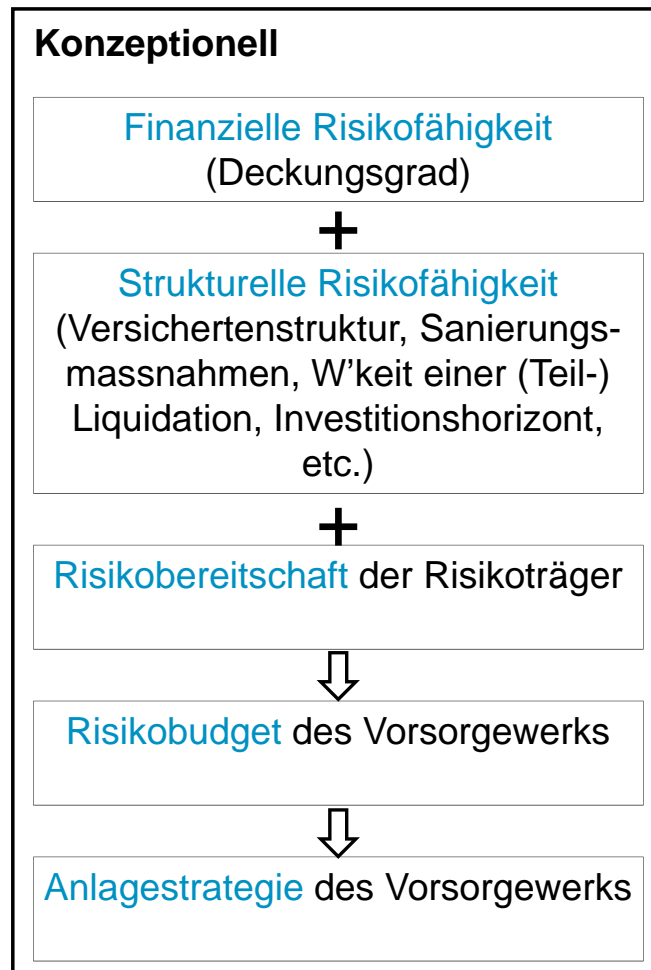 Konzeptionell
Finanzielle Risikofähigkeit
(Deckungsgrad)
+
Strukturelle Risikofähigkeit
(Versichertenstruktur, Sanierungs-
massnahmen, W’keit einer (Teil-)
Liquidation, Investitionshorizont,
etc.)
+
Risikobereitschaft der Risikoträger
Risikobudget des Vorsorgewerks
Anlagestrategie des Vorsorgewerks